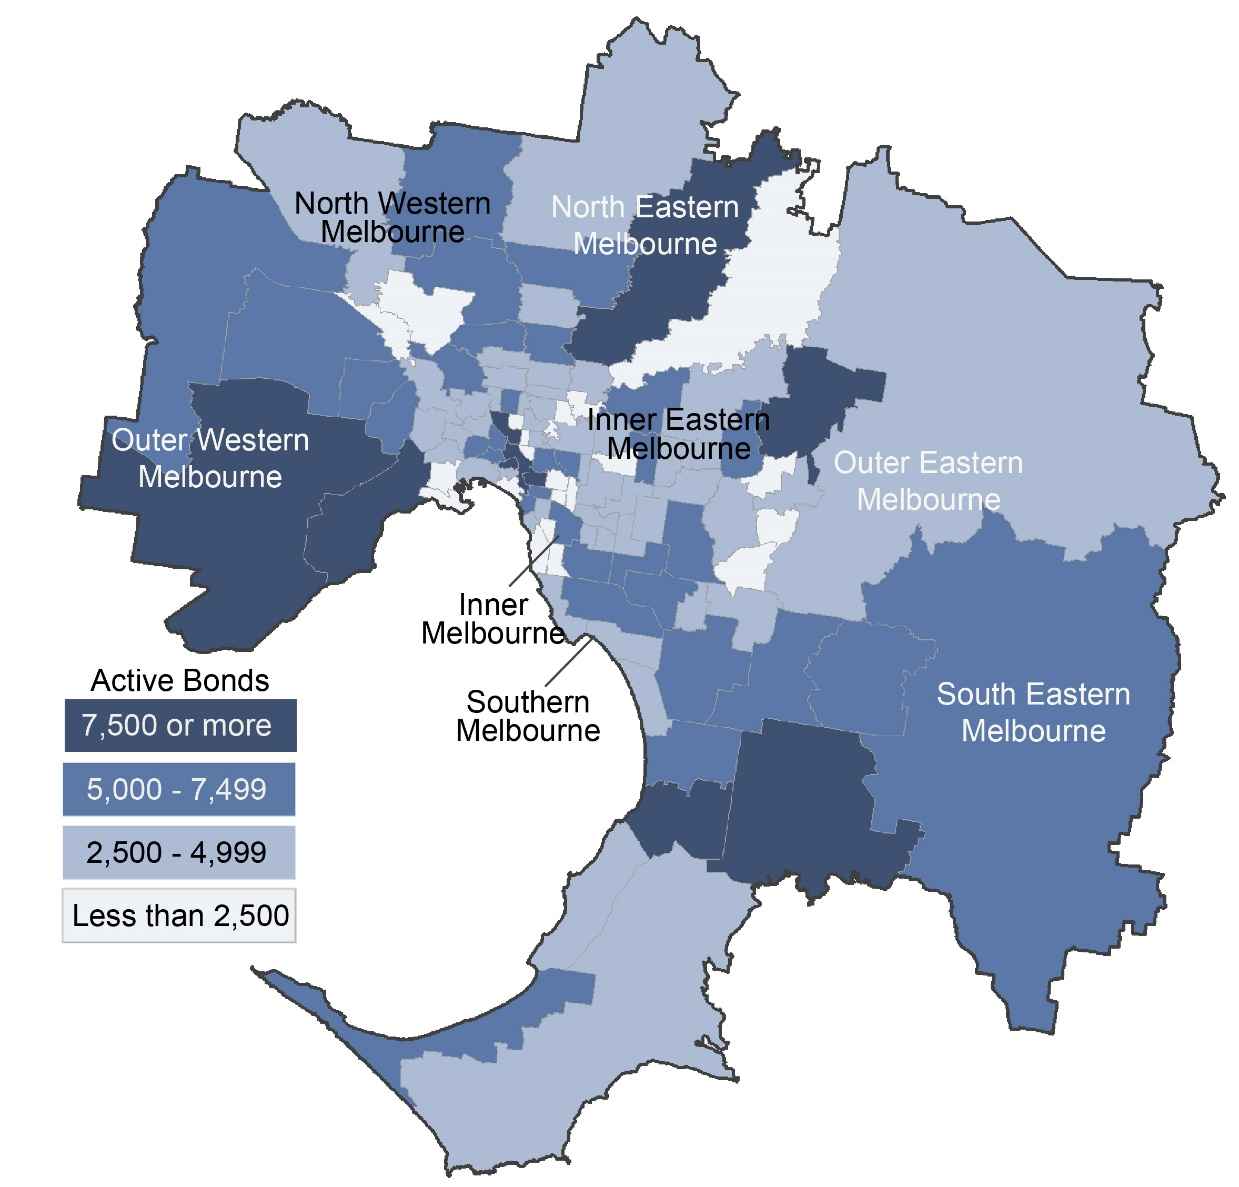 North Western
Melbourne
North Eastern
Melbourne
Inner Eastern
Melbourne
Outer Western
Melbourne
Outer Eastern
Melbourne
Inner
Melbourne
Southern
Melbourne
South Eastern
Melbourne
Active Bonds
7,500 or more
5,000 - 7,499
2,500 - 4,999
Less than 2,500